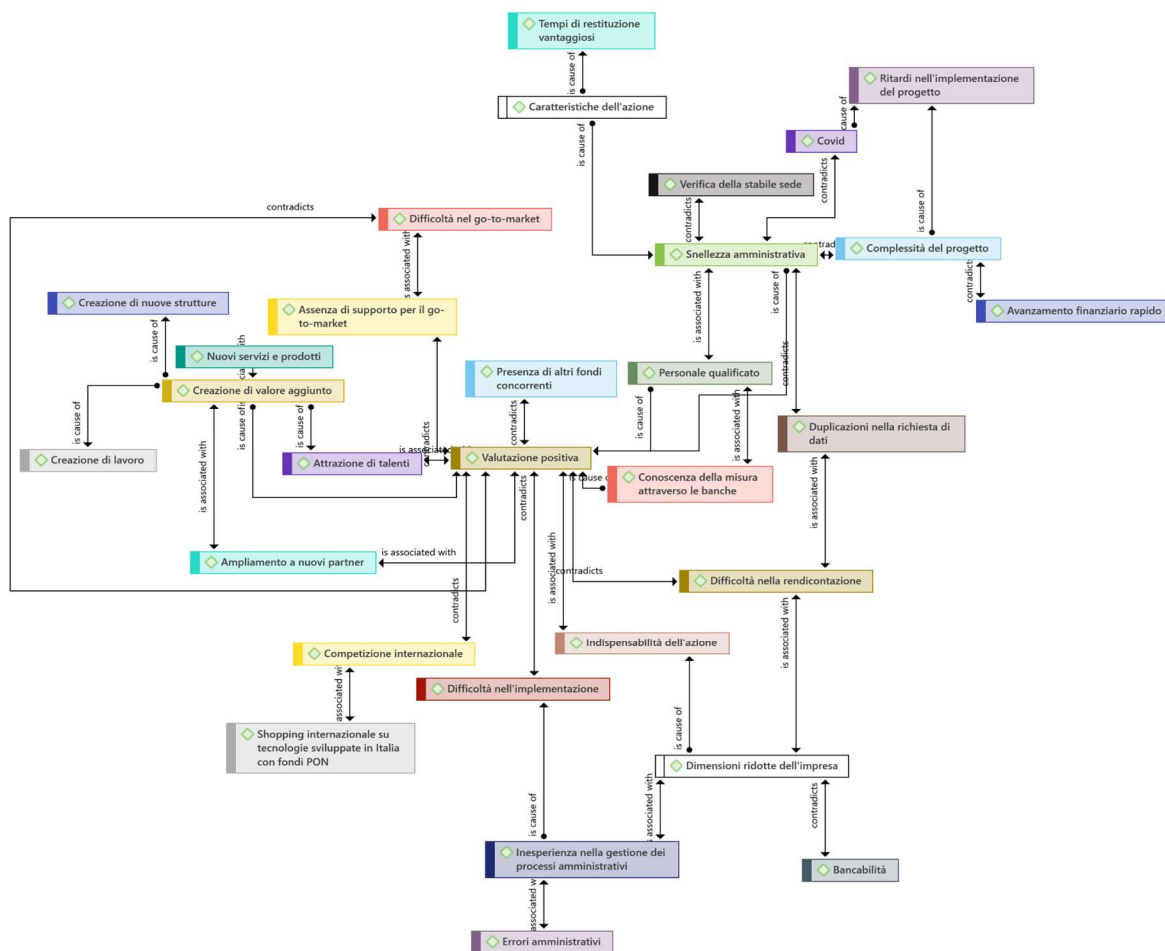 Tempi di restituzione
vantaggiosi
is cause of
Ritardi nell'implementazione
del progetto
Caratteristiche dell'azione
is cause of
is cause of
Covid
is cause of
contradicts
Verifica della stabile sede
contradicts
contradicts
Difficoltà nel go-to-market
Snellezza amministrativa
Complessità del progetto
is associated with
is associated with
is cause of
contradicts
contradicts
Creazione di nuove strutture
Assenza di supporto per il go-
to-market
Avanzamento finanziario rapido
is cause of
Nuovi servizi e prodotti
Presenza di altri fondi
concorrenti
Personale qualificato
Creazione di valore aggiunto
is cause of
is cause of
is cause of
contradicts
contradicts
is cause of
is associated with
Duplicazioni nella richiesta di
dati
Creazione di lavoro
Attrazione di talenti
Valutazione positiva
is cause of
Conoscenza della misura
attraverso le banche
is associated with
contradicts
is associated with
Ampliamento a nuovi partner
is associated with
is associated with
contradicts
Difficoltà nella rendicontazione
contradicts
Indispensabilità dell'azione
is associated with
Competizione internazionale
Difficoltà nell'implementazione
associated with
is cause of
Shopping internazionale su
tecnologie sviluppate in Italia
con fondi PON
Dimensioni ridotte dell'impresa
is cause of
contradicts
Inesperienza nella gestione dei
processi amministrativi
Bancabilità
Errori amministrativi